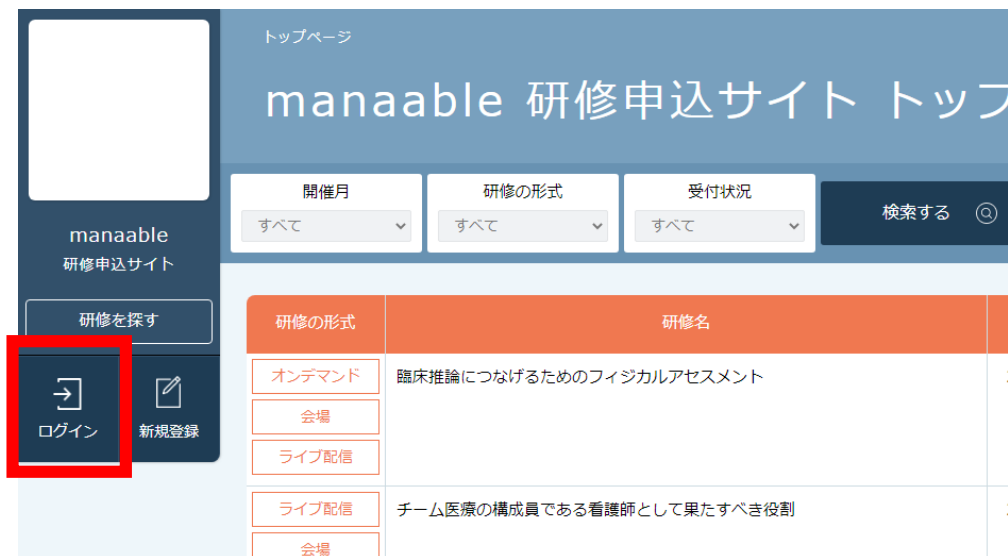 トップページ
manaable 研修申込サイト トップ
manaable
研修申込サイト
研修を探す
ログイン
新規登録
開催月
すべて
研修の形式
すべて
受付状況
すべて
検索する
研修の形式
研修名
オンデマンド
会場
ライブ配信
臨床推論につなげるためのフィジカルアセスメント
ライブ配信
会場
チーム医療の構成員である看護師として果たすべき役割